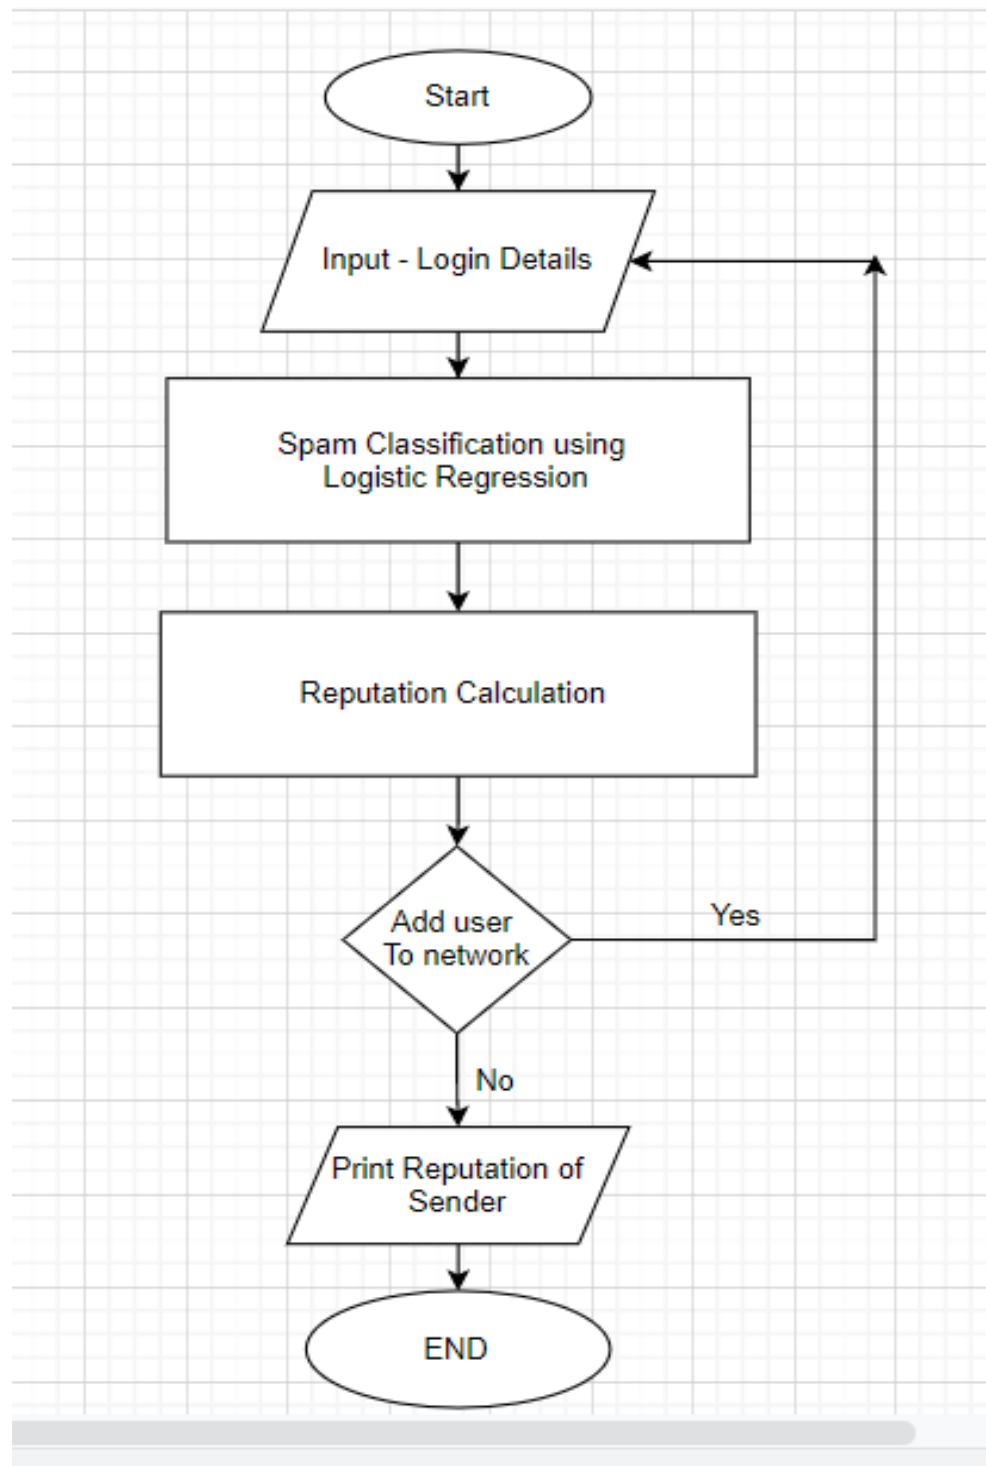 Start
Input - Login Details
Spam Classification using
Logistic Regression
Reputation Calculation
Add user
To network
Yes
No
Print Reputation of
Sender
END